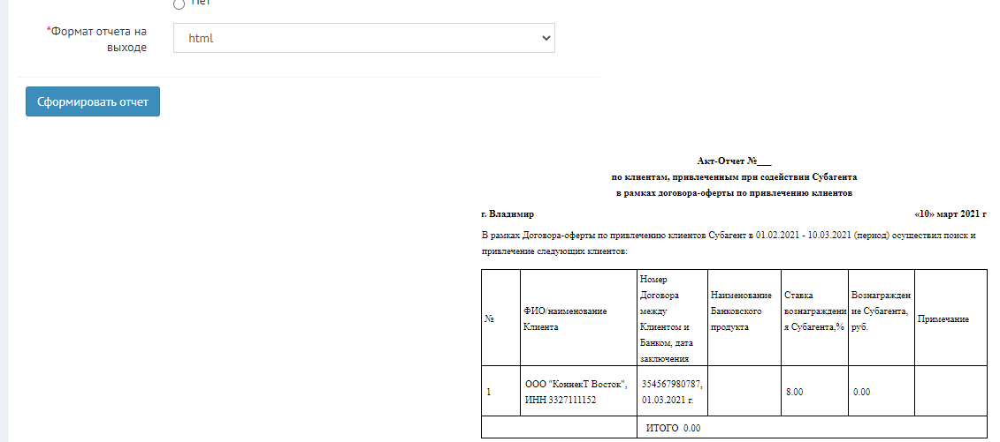 Нет
*Формат отчета на
выходе
html
Сформировать отчет
Акт-Отчет №___
по клиентам, привлеченным при содействии Субагента
в рамках договора-оферты по привлечению клиентов
г. Владимир «10» март 2021 г
В рамках Договора-оферты по привлечению клиентов Субагент в 01.02.2021 - 10.03.2021 (период) осуществил поиск и
привлечение следующих клиентов:
№
ФИО/наименование
Клиента
Номер
Договора
между
Клиентом и
Банком, дата
заключения
Наименование
Банковского
продукта
Ставка
вознаграждени
я Субагента,%
Вознагражден
ие Субагента,
руб.
Примечание
1
ООО "КоннекТ Восток",
ИНН 3327111152
354567980787,
01.03.2021 г.
8.00
0.00
ИТОГО 0.00